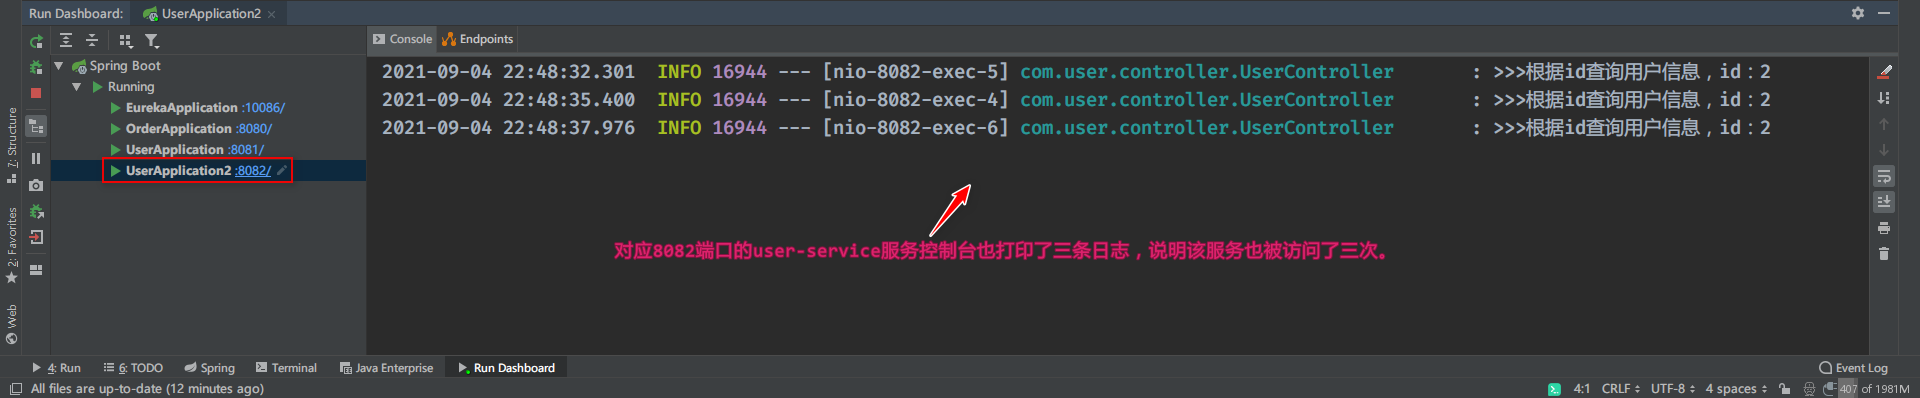 Run Dashboard:
UserApplication2
Console
Endpoints
Spring Boot
Running
EurekaApplication :10086/
OrderApplication :8080/
UserApplication :8081/
UserApplication2 :8082/
2021-09-04 22:48:32.301  INFO 16944 --- [nio-8082-exec-5] com.user.controller.UserController       : >>>根据id查询用户信息，id：2
2021-09-04 22:48:35.400  INFO 16944 --- [nio-8082-exec-4] com.user.controller.UserController       : >>>根据id查询用户信息，id：2
2021-09-04 22:48:37.976  INFO 16944 --- [nio-8082-exec-6] com.user.controller.UserController       : >>>根据id查询用户信息，id：2
对应8082端口的user-service服务控制台也打印了三条日志，说明该服务也被访问了三次。
7: Structure
2: Favorites
Web
4: Run
6: TODO
Spring
Terminal
Java Enterprise
Run Dashboard
Event Log
All files are up-to-date (12 minutes ago)
4:1
CRLF
UTF-8
4 spaces
407 of 1981M